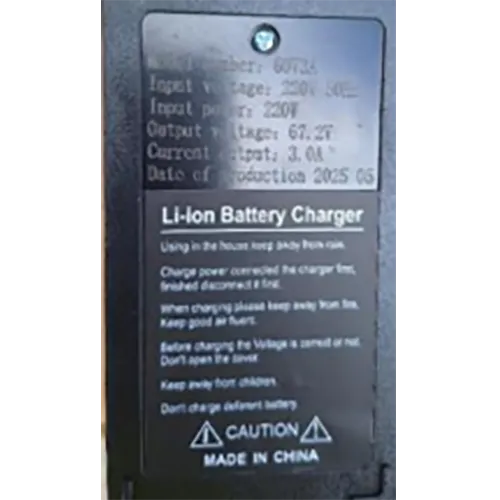 6073A
Input voltage: 220V 50Hz
Input power: 220W
Output voltage: 67.2V
Current output: 3.0A
Date of production 2025 05
Li-ion Battery Charger
Using in the house keep away from rain.
Charge power connected the charger first,
finished disconnect it first.
When charging please keep away from fire,
Keep good air fluent.
Before charging the Voltage is correct or not.
Don't open the cover
Keep away from children.
Don't charge deferent battery.
CAUTION
MADE IN CHINA